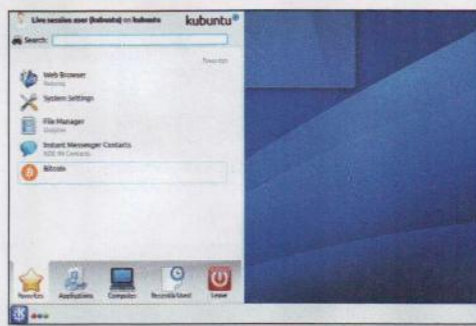 Live session user (kubuntu) on kubuntu
kubuntu
Search:
Favorites
Web Browser
System Settings
File Manager
Dolphin
Instant Messenger Contacts
KDE IM Contacts
Bitcoin
Favorites
Applications
Computer
Recently Used
Leave